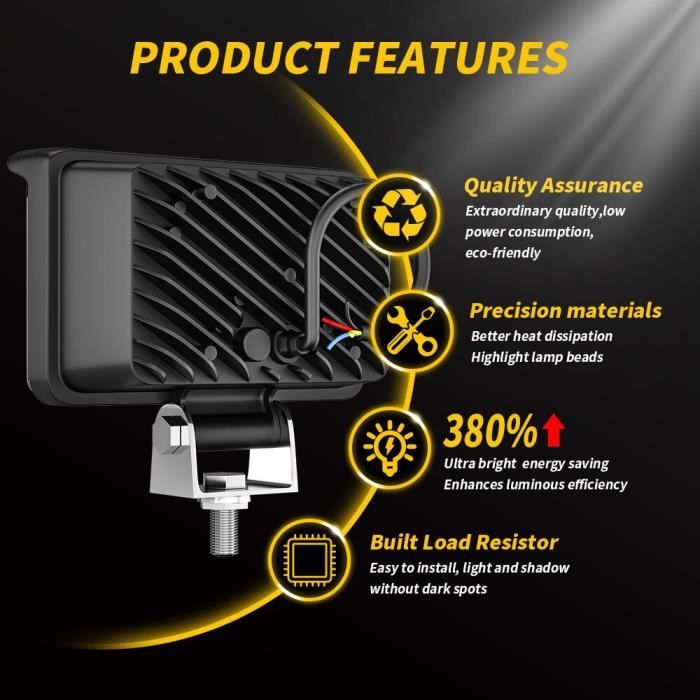 PRODUCT FEATURES
Quality Assurance
Extraordinary quality,low
power consumption,
eco-friendly
Precision materials
Better heat dissipation
Highlight lamp beads
380%
Ultra bright energy saving
Enhances luminous efficiency
Built Load Resistor
Easy to install, light and shadow
without dark spots